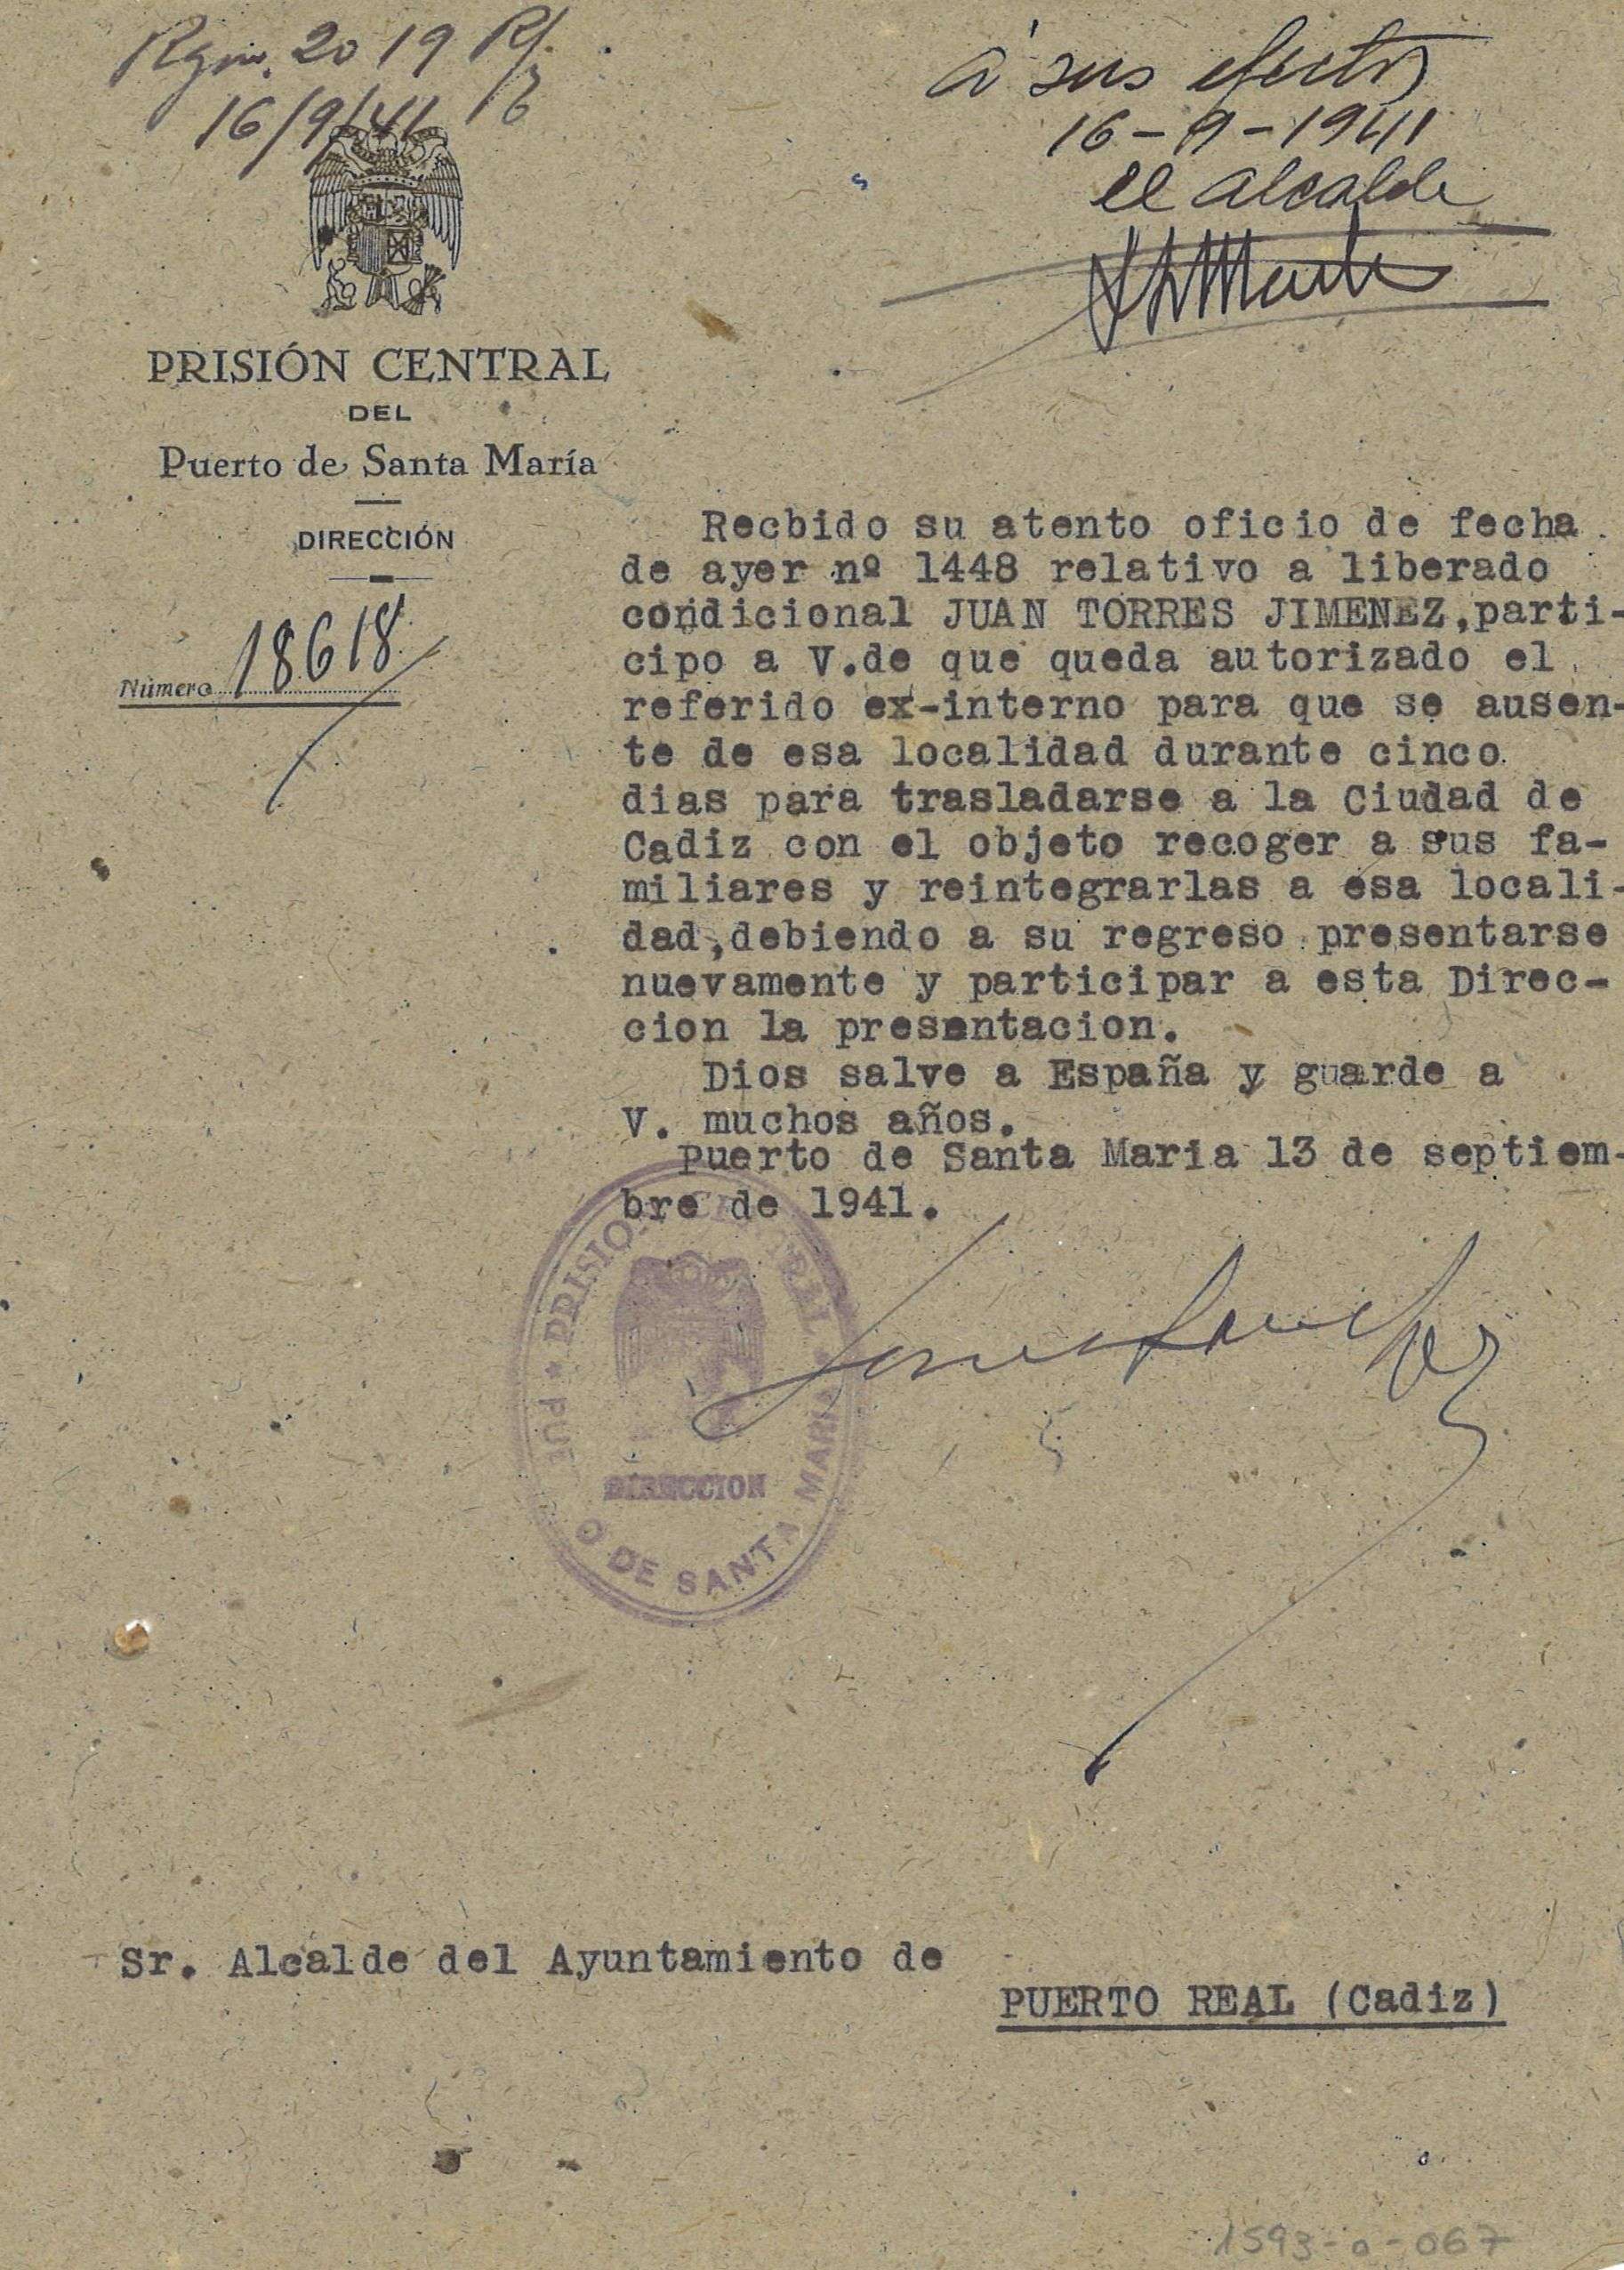 20 19
16/9/41
á sus efectos
16-9-1941
el alcalde
PRISIÓN CENTRAL
DEL
Puerto de Santa María
DIRECCIÓN
Número 18618
Recbido su atento oficio de fecha
de ayer nº 1448 relativo a liberado
condicional JUAN TORRES JIMENEZ,parti-
cipo a V.de que queda autorizado el
referido ex-interno para que se ausen-
te de esa localidad durante cinco
dias para trasladarse a la Ciudad de
Cadiz con el objeto recoger a sus fa-
miliares y reintegrarlas a esa locali-
dad,debiendo a su regreso presentarse
nuevamente y participar a esta Direc-
cion la presentacion.
Dios salve a España y guarde a
V. muchos años.
Puerto de Santa Maria 13 de septiem-
bre de 1941.
PRISION CENTRAL
DIRECCION
O DE SANTA MARIA
Sr. Alcalde del Ayuntamiento de
PUERTO REAL (Cadiz)
1593-a-067